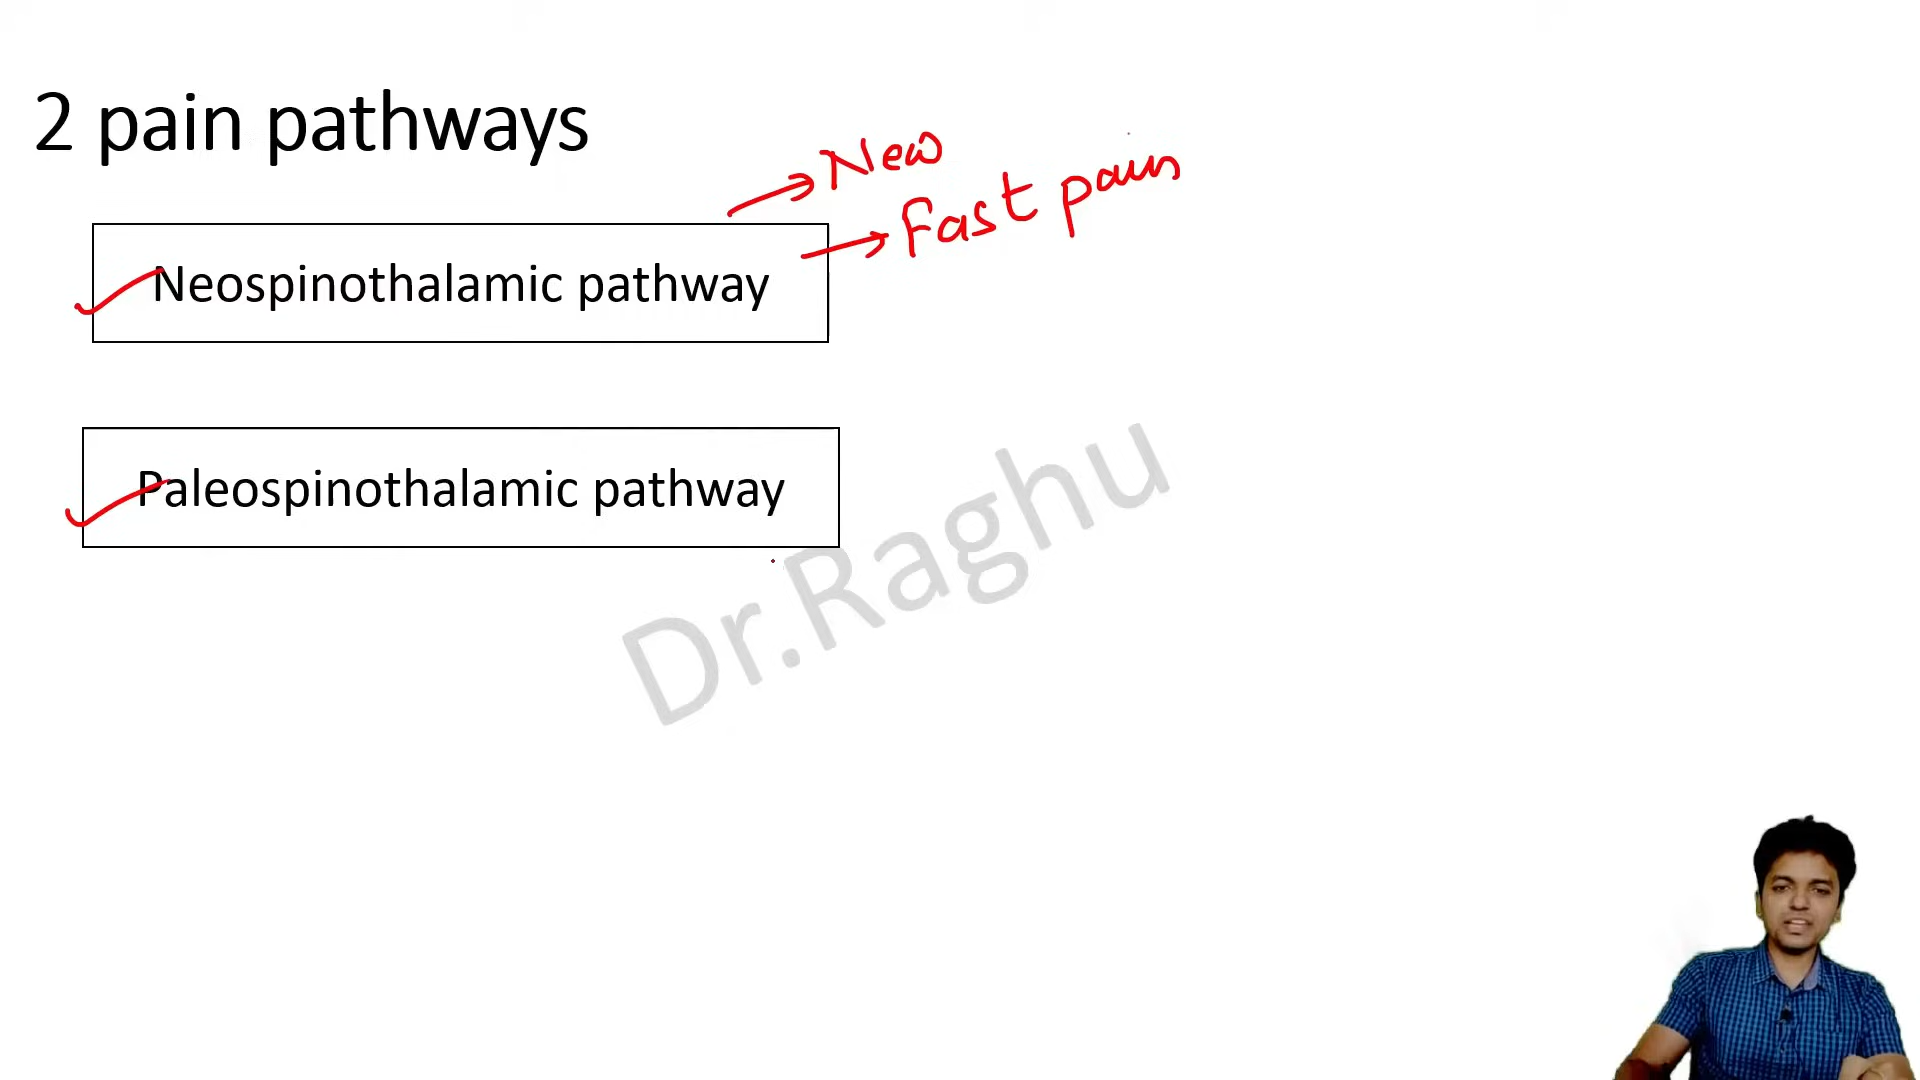 2 pain pathways
New
Fast pain
Neospinothalamic pathway
Paleospinothalamic pathway
Dr.Raghu